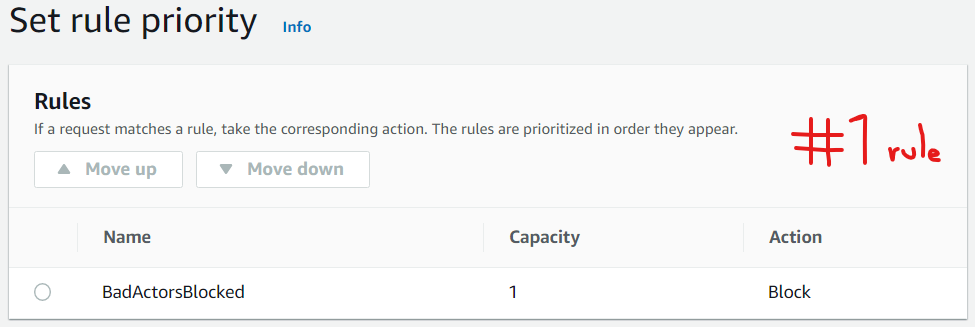 Set rule priority Info
Rules
If a request matches a rule, take the corresponding action. The rules are prioritized in order they appear.
#1 rule
Move up Move down
Name Capacity Action
BadActorsBlocked 1 Block